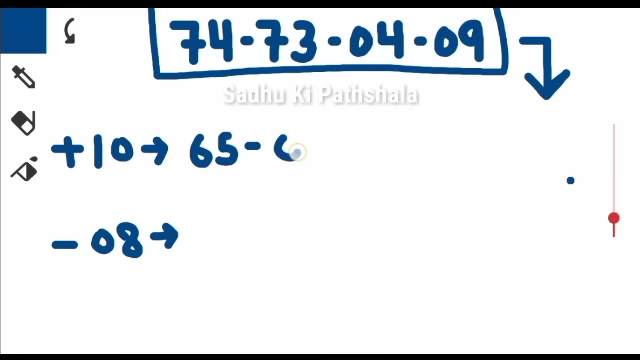 74-73-04-09
Sadhu Ki Pathshala
+10→ 65-
-08→